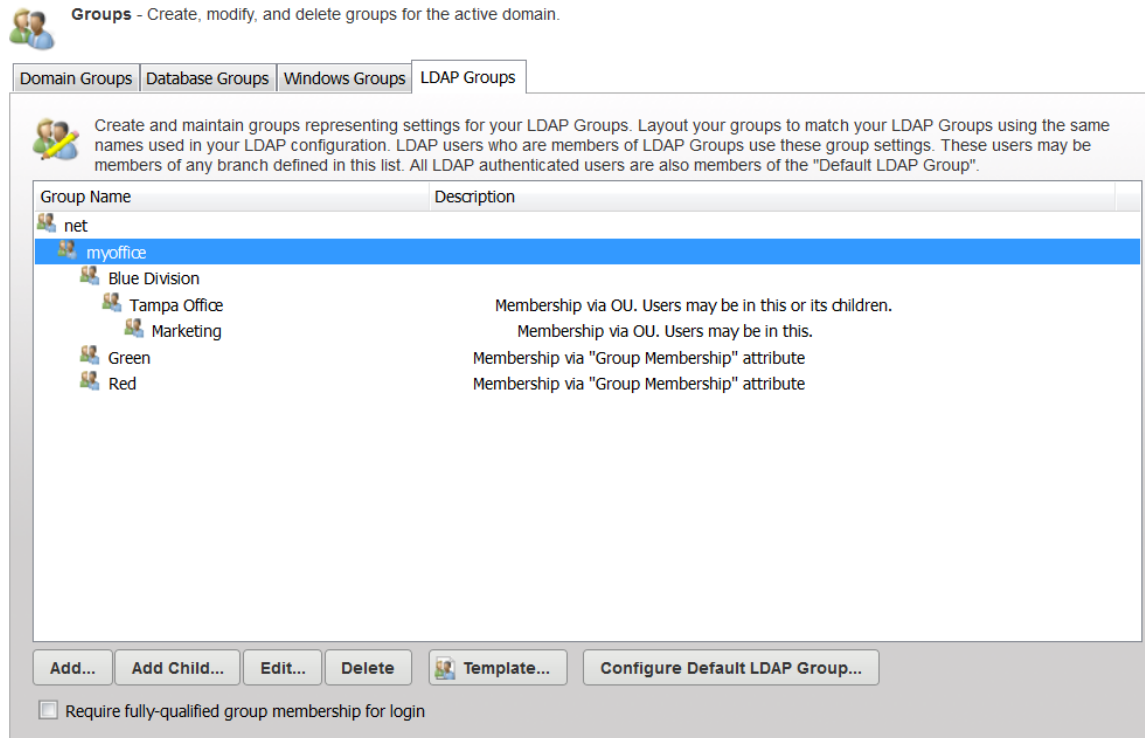 Groups - Create, modify, and delete groups for the active domain.
Domain Groups Database Groups Windows Groups LDAP Groups
Create and maintain groups representing settings for your LDAP Groups. Layout your groups to match your LDAP Groups using the same
names used in your LDAP configuration. LDAP users who are members of LDAP Groups use these group settings. These users may be
members of any branch defined in this list. All LDAP authenticated users are also members of the "Default LDAP Group".
Group Name Description
net
myoffice
Blue Division
Tampa Office Membership via OU. Users may be in this or its children.
Marketing Membership via OU. Users may be in this.
Green Membership via "Group Membership" attribute
Red Membership via "Group Membership" attribute
Add... Add Child... Edit... Delete Template... Configure Default LDAP Group...
Require fully-qualified group membership for login